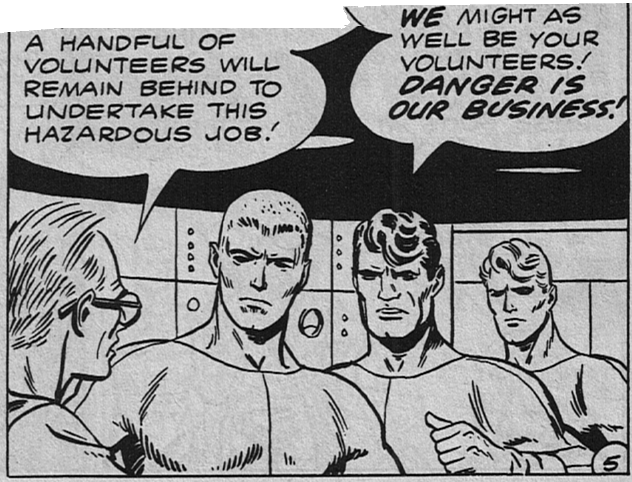 A HANDFUL OF
VOLUNTEERS WILL
REMAIN BEHIND TO
UNDERTAKE THIS
HAZARDOUS JOB!
WE MIGHT AS
WELL BE YOUR
VOLUNTEERS!
DANGER IS
OUR BUSINESS!
5